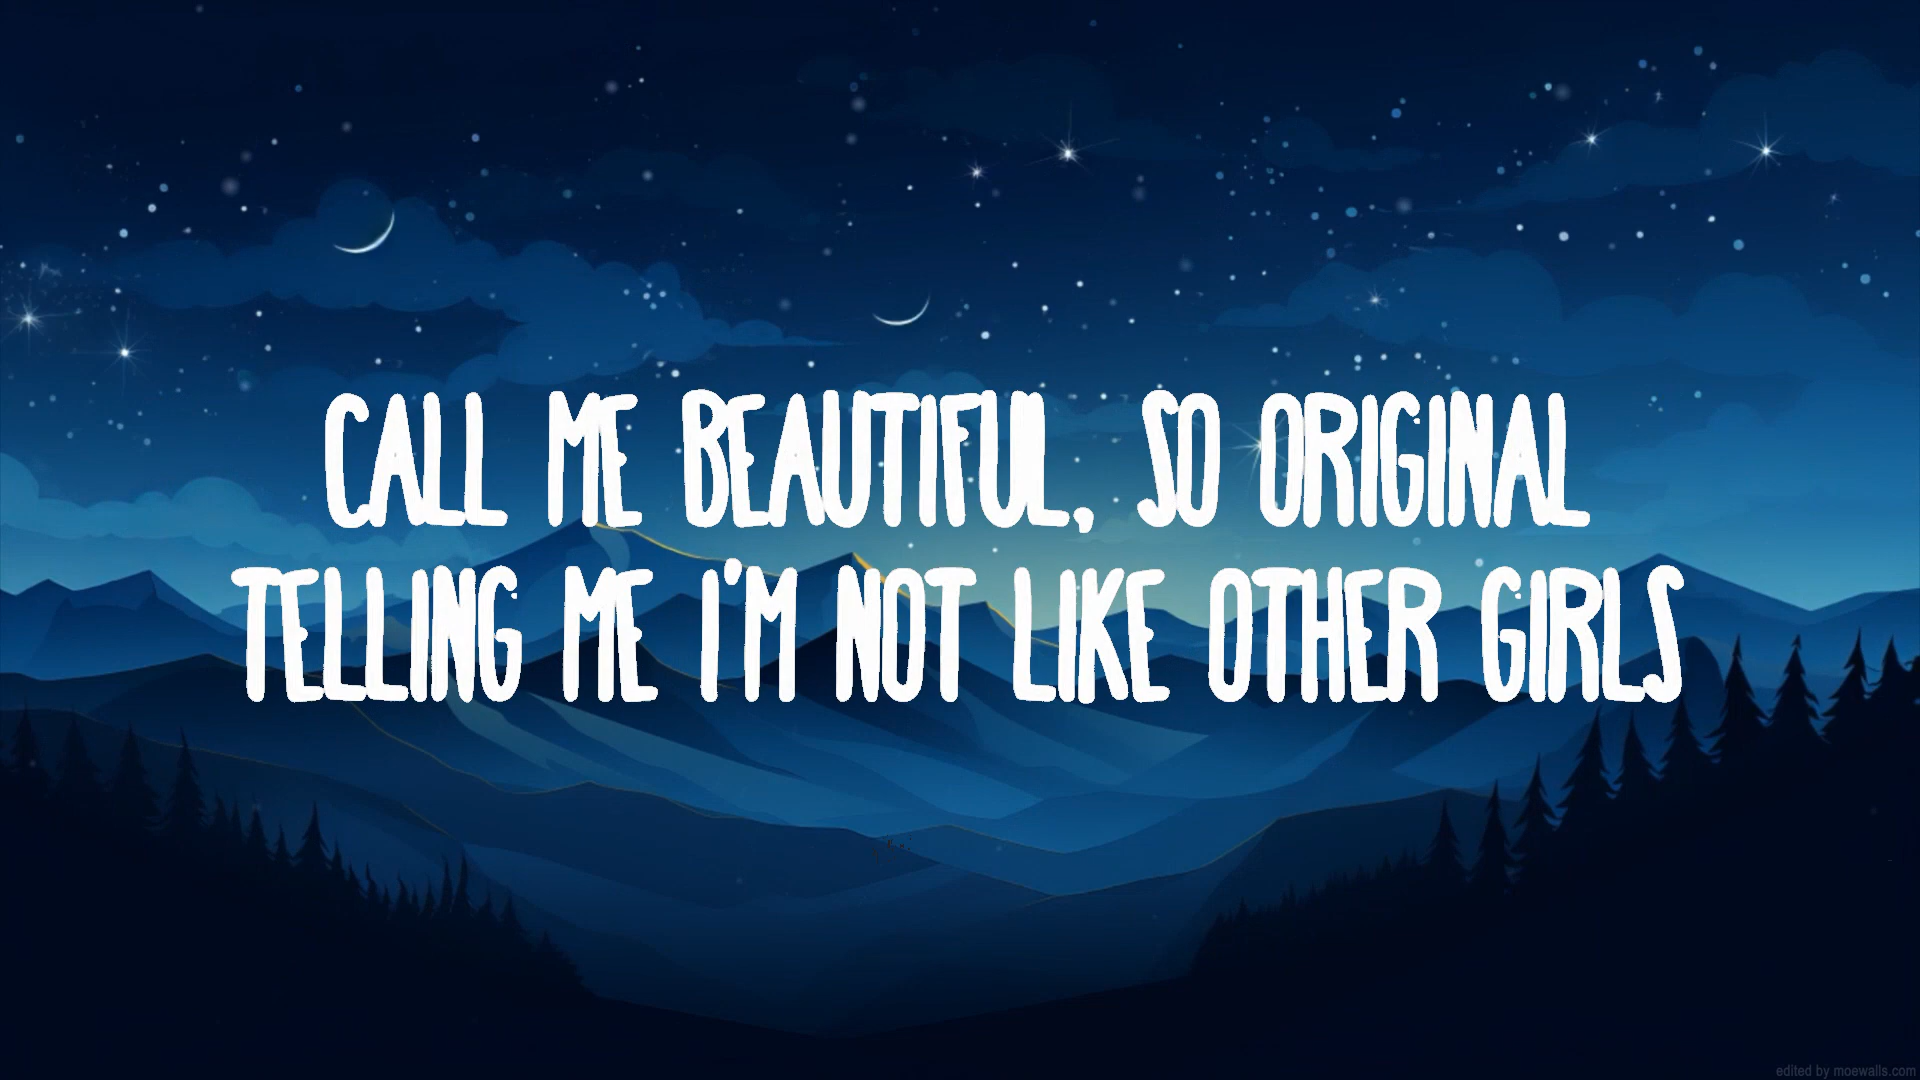 CALL ME BEAUTIFUL, SO ORIGINAL
TELLING ME I'M NOT LIKE OTHER GIRLS
edited by moewalls.com